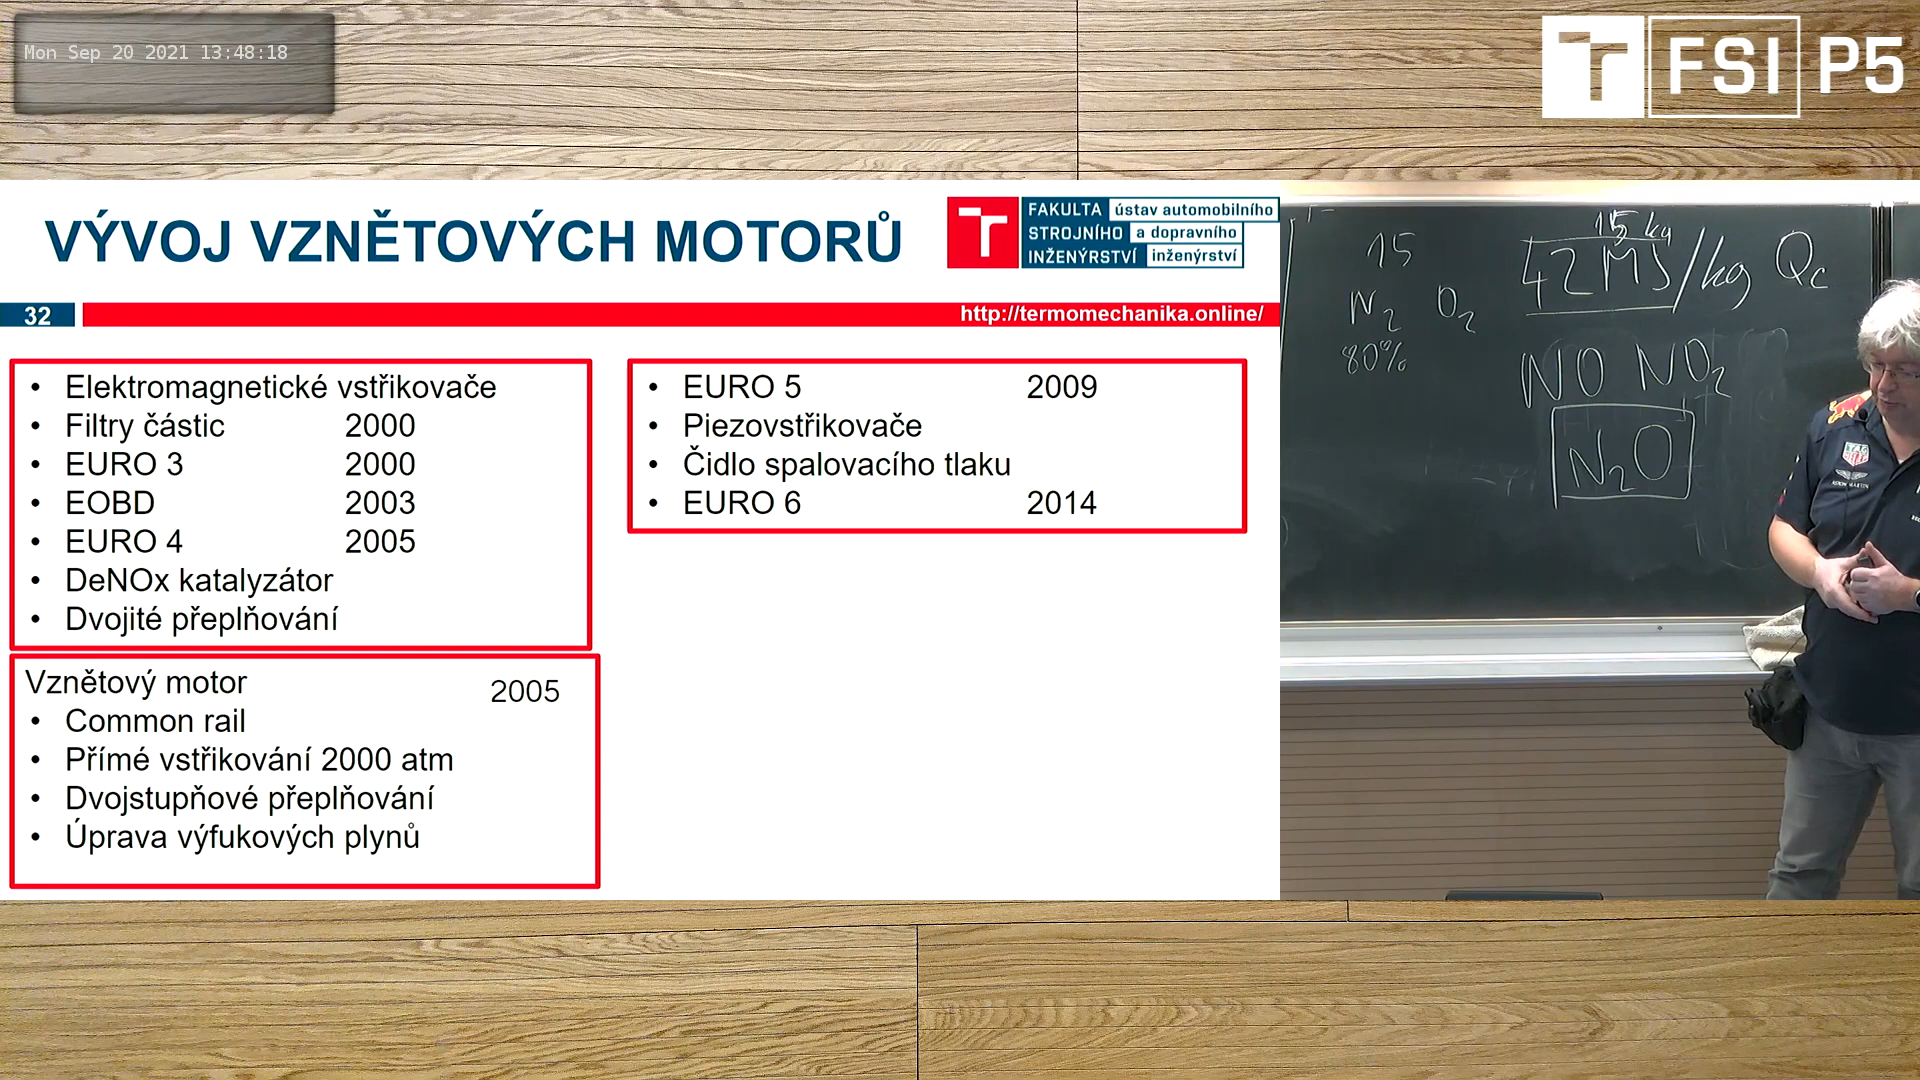 Mon Sep 20 2021 13:48:18
FSI P5
VÝVOJ VZNĚTOVÝCH MOTORŮ
FAKULTA ústav automobilního
STROJNÍHO a dopravního
INŽENÝRSTVÍ inženýrství
32
http://termomechanika.online/
• Elektromagnetické vstřikovače
• Filtry částic 2000
• EURO 3 2000
• EOBD 2003
• EURO 4 2005
• DeNOx katalyzátor
• Dvojité přeplňování
Vznětový motor 2005
• Common rail
• Přímé vstřikování 2000 atm
• Dvojstupňové přeplňování
• Úprava výfukových plynů
• EURO 5 2009
• Piezovstřikovače
• Čidlo spalovacího tlaku
• EURO 6 2014
15
N2 O2
80%
15 kg
42 MJ/kg Qc
NO NO2
N2O